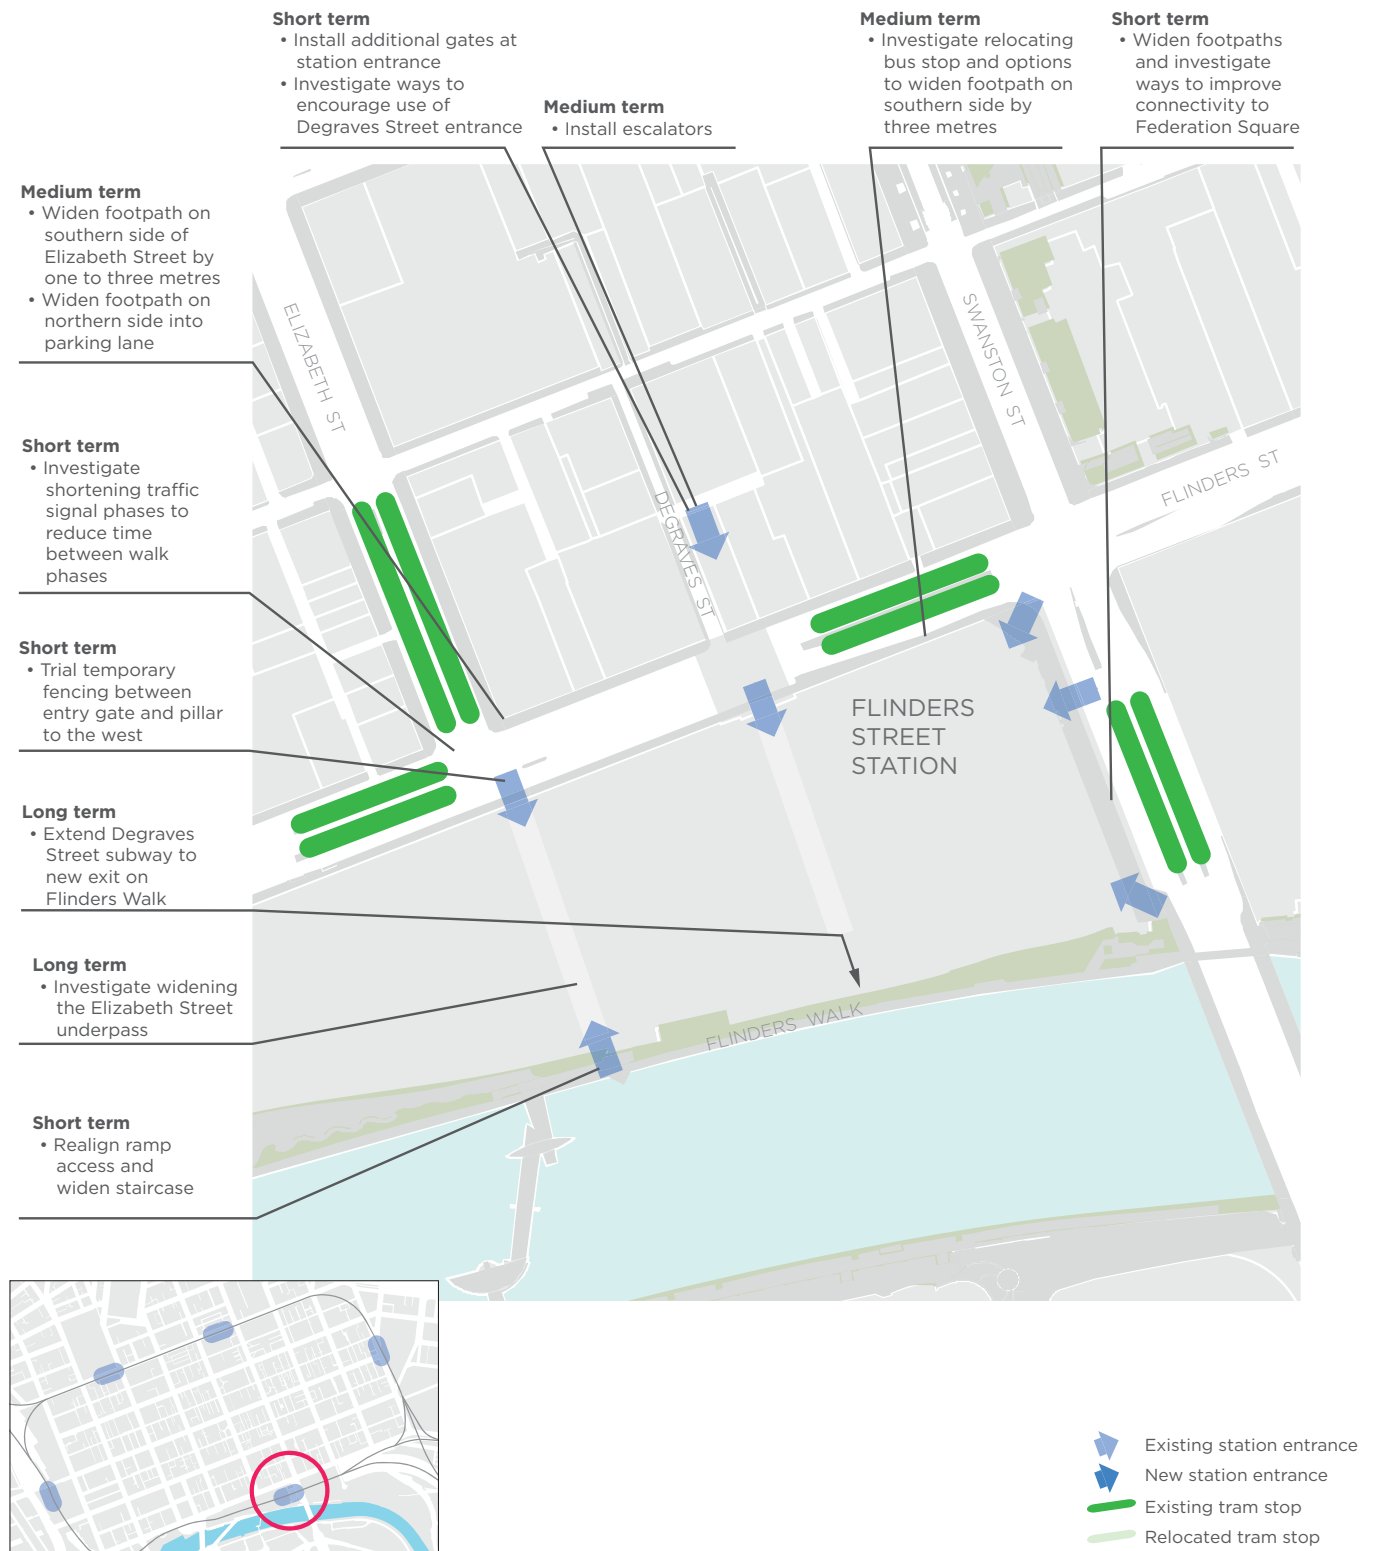 Short term
• Install additional gates at
station entrance
• Investigate ways to
encourage use of
Degraves Street entrance
Medium term
• Install escalators
Medium term
• Investigate relocating
bus stop and options
to widen footpath on
southern side by
three metres
Short term
• Widen footpaths
and investigate
ways to improve
connectivity to
Federation Square
Medium term
• Widen footpath on
southern side of
Elizabeth Street by
one to three metres
• Widen footpath on
northern side into
parking lane
Short term
• Investigate
shortening traffic
signal phases to
reduce time
between walk
phases
Short term
• Trial temporary
fencing between
entry gate and pillar
to the west
Long term
• Extend Degraves
Street subway to
new exit on
Flinders Walk
Long term
• Investigate widening
the Elizabeth Street
underpass
Short term
• Realign ramp
access and
widen staircase
ELIZABETH ST
SWANSTON ST
FLINDERS ST
DEGRAVES ST
FLINDERS
STREET
STATION
FLINDERS WALK
Existing station entrance
New station entrance
Existing tram stop
Relocated tram stop